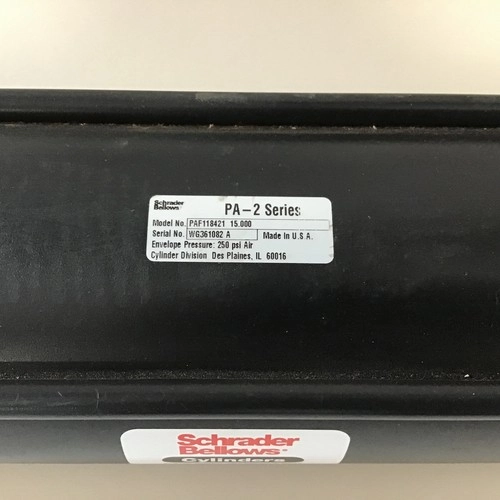 Schrader
Bellows
PA-2 Series
Model No. PAF118421 15.000
Serial No. WG361082 A Made In U.S.A.
Envelope Pressure: 250 psi Air
Cylinder Division Des Plaines, IL 60016
Schrader
Bellows®
Cylinders